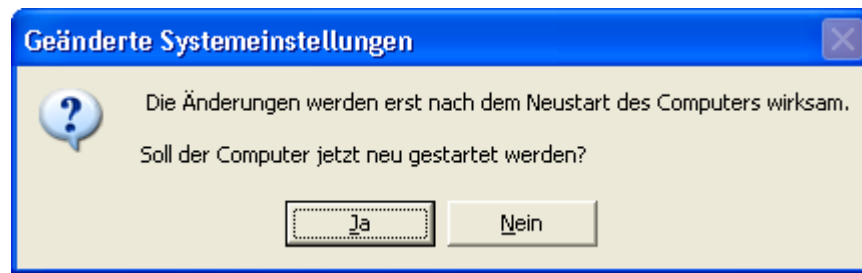 Geänderte Systemeinstellungen
Die Änderungen werden erst nach dem Neustart des Computers wirksam.
Soll der Computer jetzt neu gestartet werden?
Ja Nein